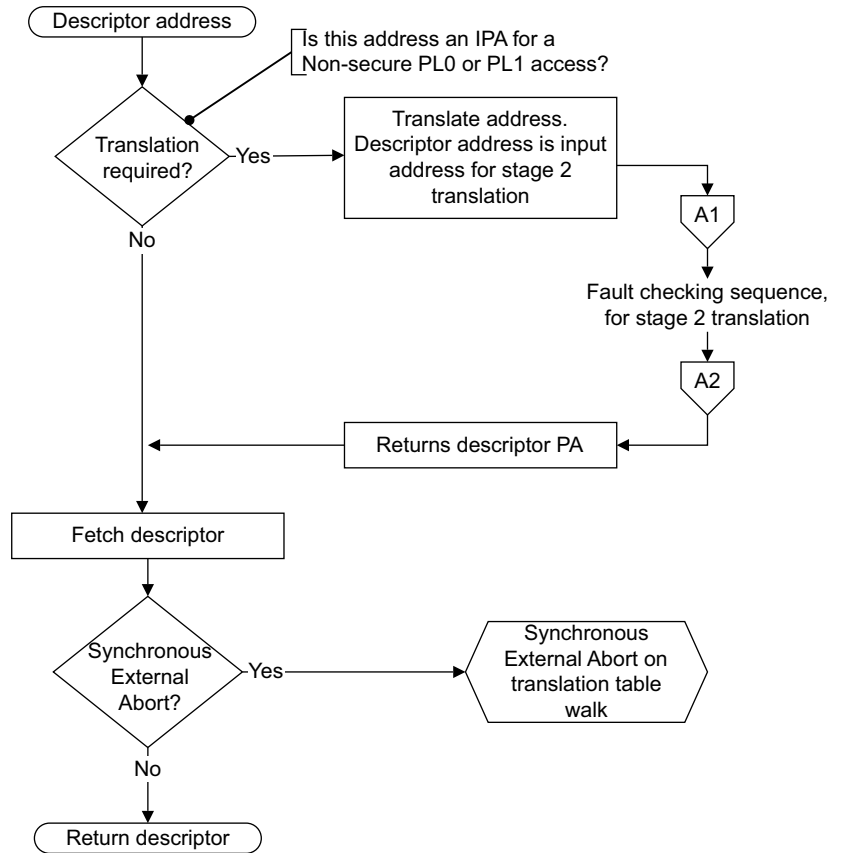 Descriptor address
Is this address an IPA for a
Non-secure PL0 or PL1 access?
Translation
required?
Yes
Translate address.
Descriptor address is input
address for stage 2
translation
A1
No
Fault checking sequence,
for stage 2 translation
A2
Returns descriptor PA
Fetch descriptor
Synchronous
External
Abort?
Yes
Synchronous
External Abort on
translation table
walk
No
Return descriptor